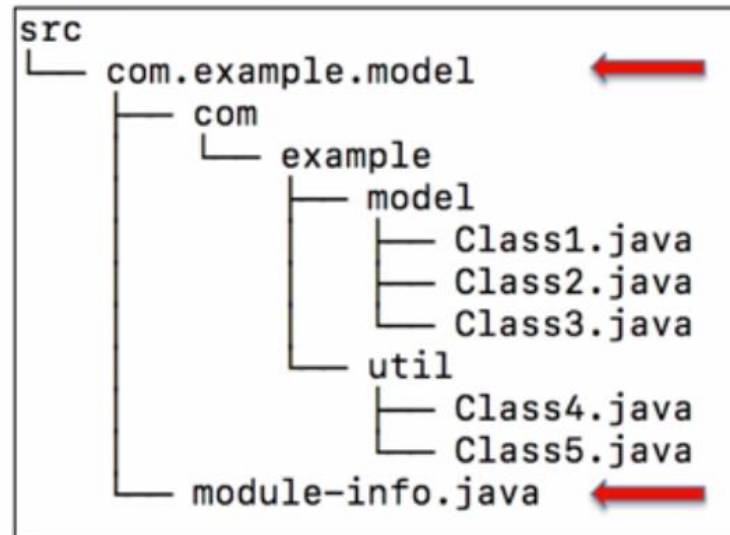 src
com.example.model
com
example
model
Class1.java
Class2.java
Class3.java
util
Class4.java
Class5.java
module-info.java